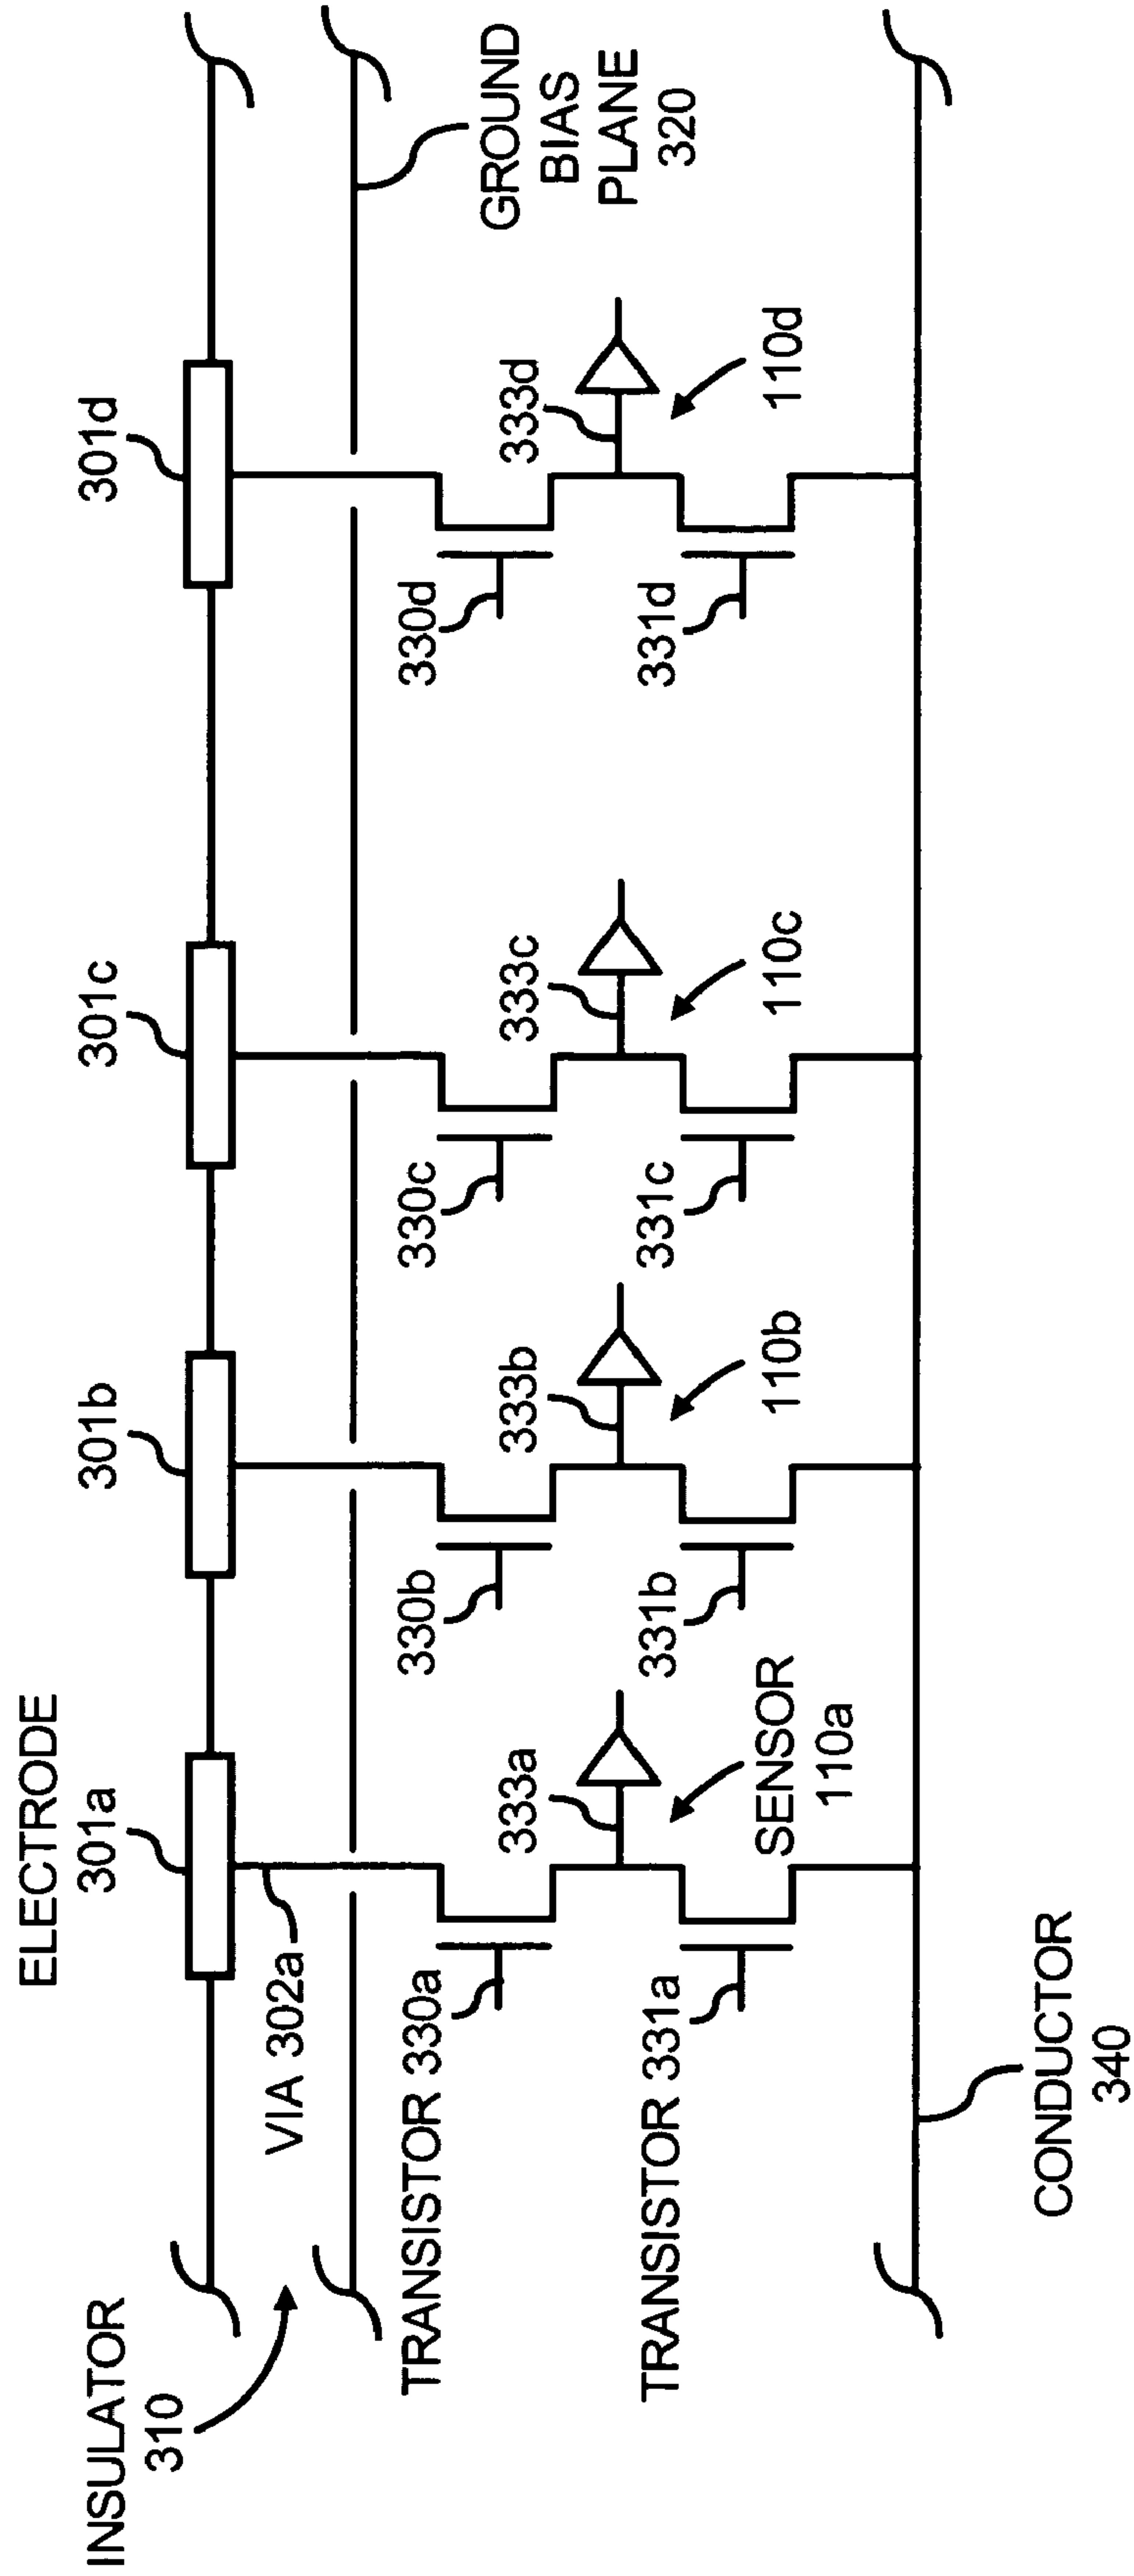 ELECTRODE
301a
301b
301c
301d
INSULATOR
310
VIA 302a
GROUND
BIAS
PLANE
320
TRANSISTOR 330a
330b
330c
330d
333a
333b
333c
333d
TRANSISTOR 331a
331b
331c
331d
SENSOR
110a
110b
110c
110d
CONDUCTOR
340